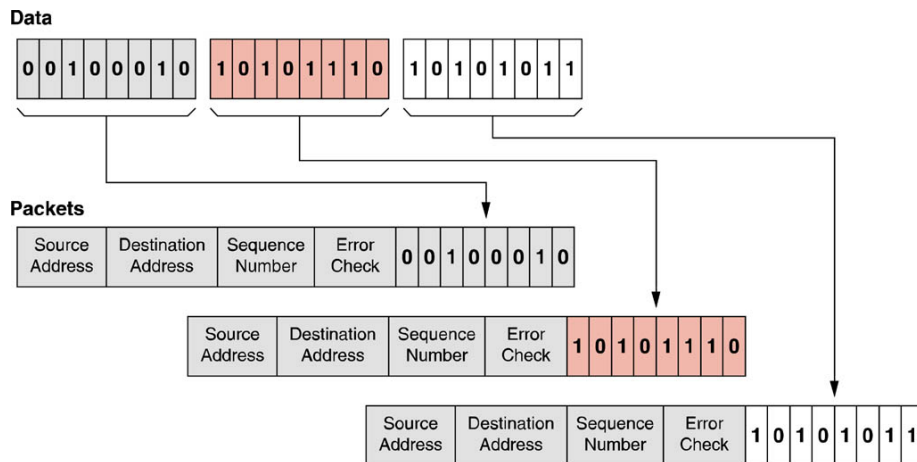 Data
0 0 1 0 0 0 1 0 1 0 1 0 1 1 1 0 1 0 1 0 1 0 1 1
Packets
Source Address Destination Address Sequence Number Error Check 0 0 1 0 0 0 1 0
Source Address Destination Address Sequence Number Error Check 1 0 1 0 1 1 1 0
Source Address Destination Address Sequence Number Error Check 1 0 1 0 1 0 1 1